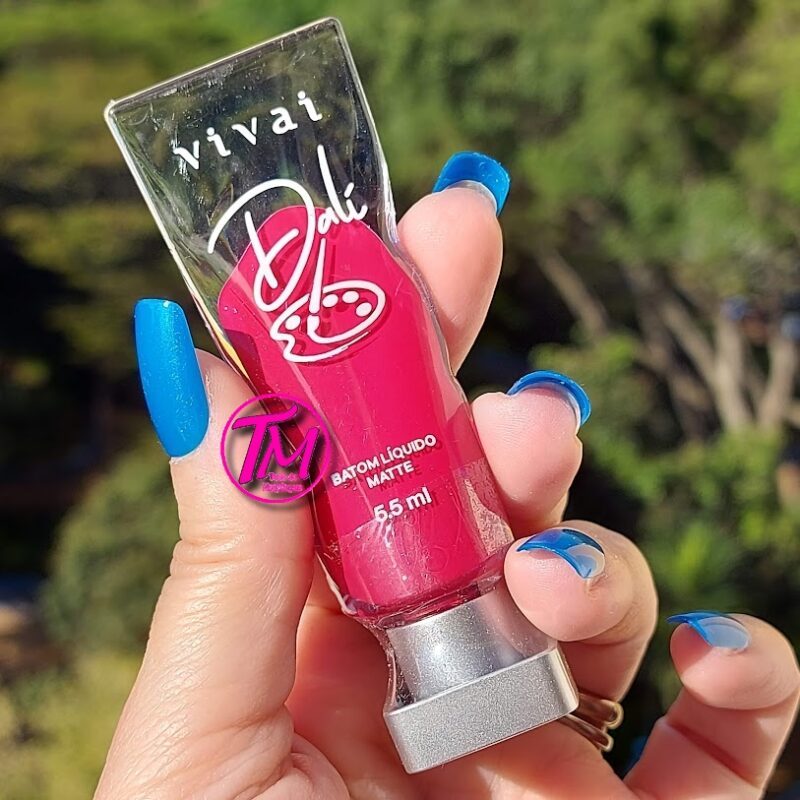 vivai
Dalí
BATOM LÍQUIDO
MATTE
5.5 ml
TM